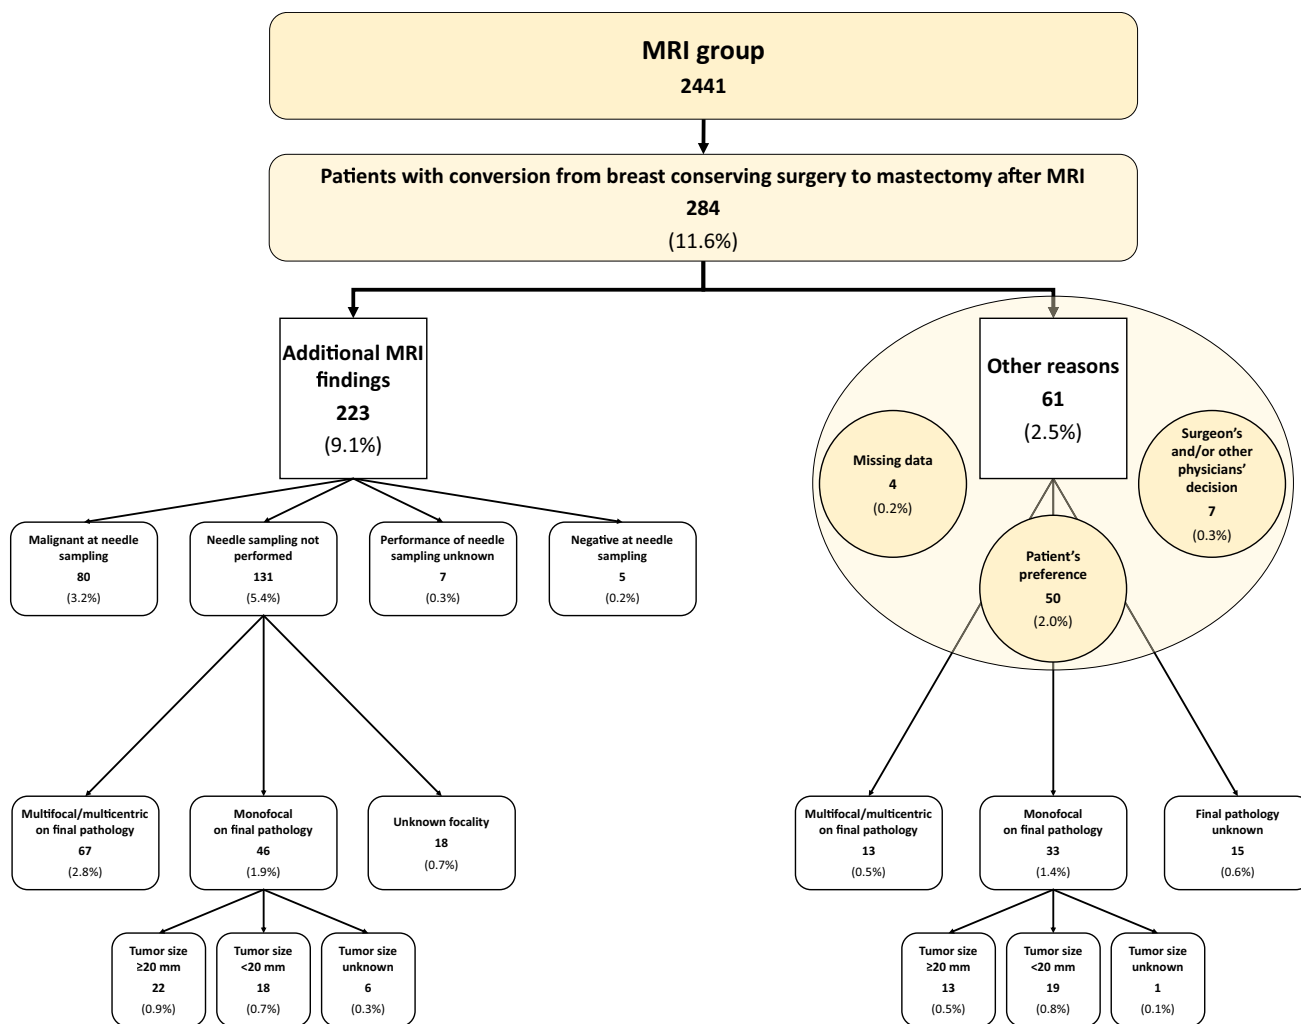 MRI group
2441
Patients with conversion from breast conserving surgery to mastectomy after MRI
284
(11.6%)
Additional MRI
findings
223
(9.1%)
Other reasons
61
(2.5%)
Missing data
4
(0.2%)
Surgeon's
and/or other
physicians'
decision
7
(0.3%)
Patient's
preference
50
(2.0%)
Malignant at needle
sampling
80
(3.2%)
Needle sampling not
performed
131
(5.4%)
Performance of needle
sampling unknown
7
(0.3%)
Negative at needle
sampling
5
(0.2%)
Multifocal/multicentric
on final pathology
67
(2.8%)
Monofocal
on final pathology
46
(1.9%)
Unknown focality
18
(0.7%)
Multifocal/multicentric
on final pathology
13
(0.5%)
Monofocal
on final pathology
33
(1.4%)
Final pathology
unknown
15
(0.6%)
Tumor size
≥20 mm
22
(0.9%)
Tumor size
<20 mm
18
(0.7%)
Tumor size
unknown
6
(0.3%)
Tumor size
≥20 mm
13
(0.5%)
Tumor size
<20 mm
19
(0.8%)
Tumor size
unknown
1
(0.1%)